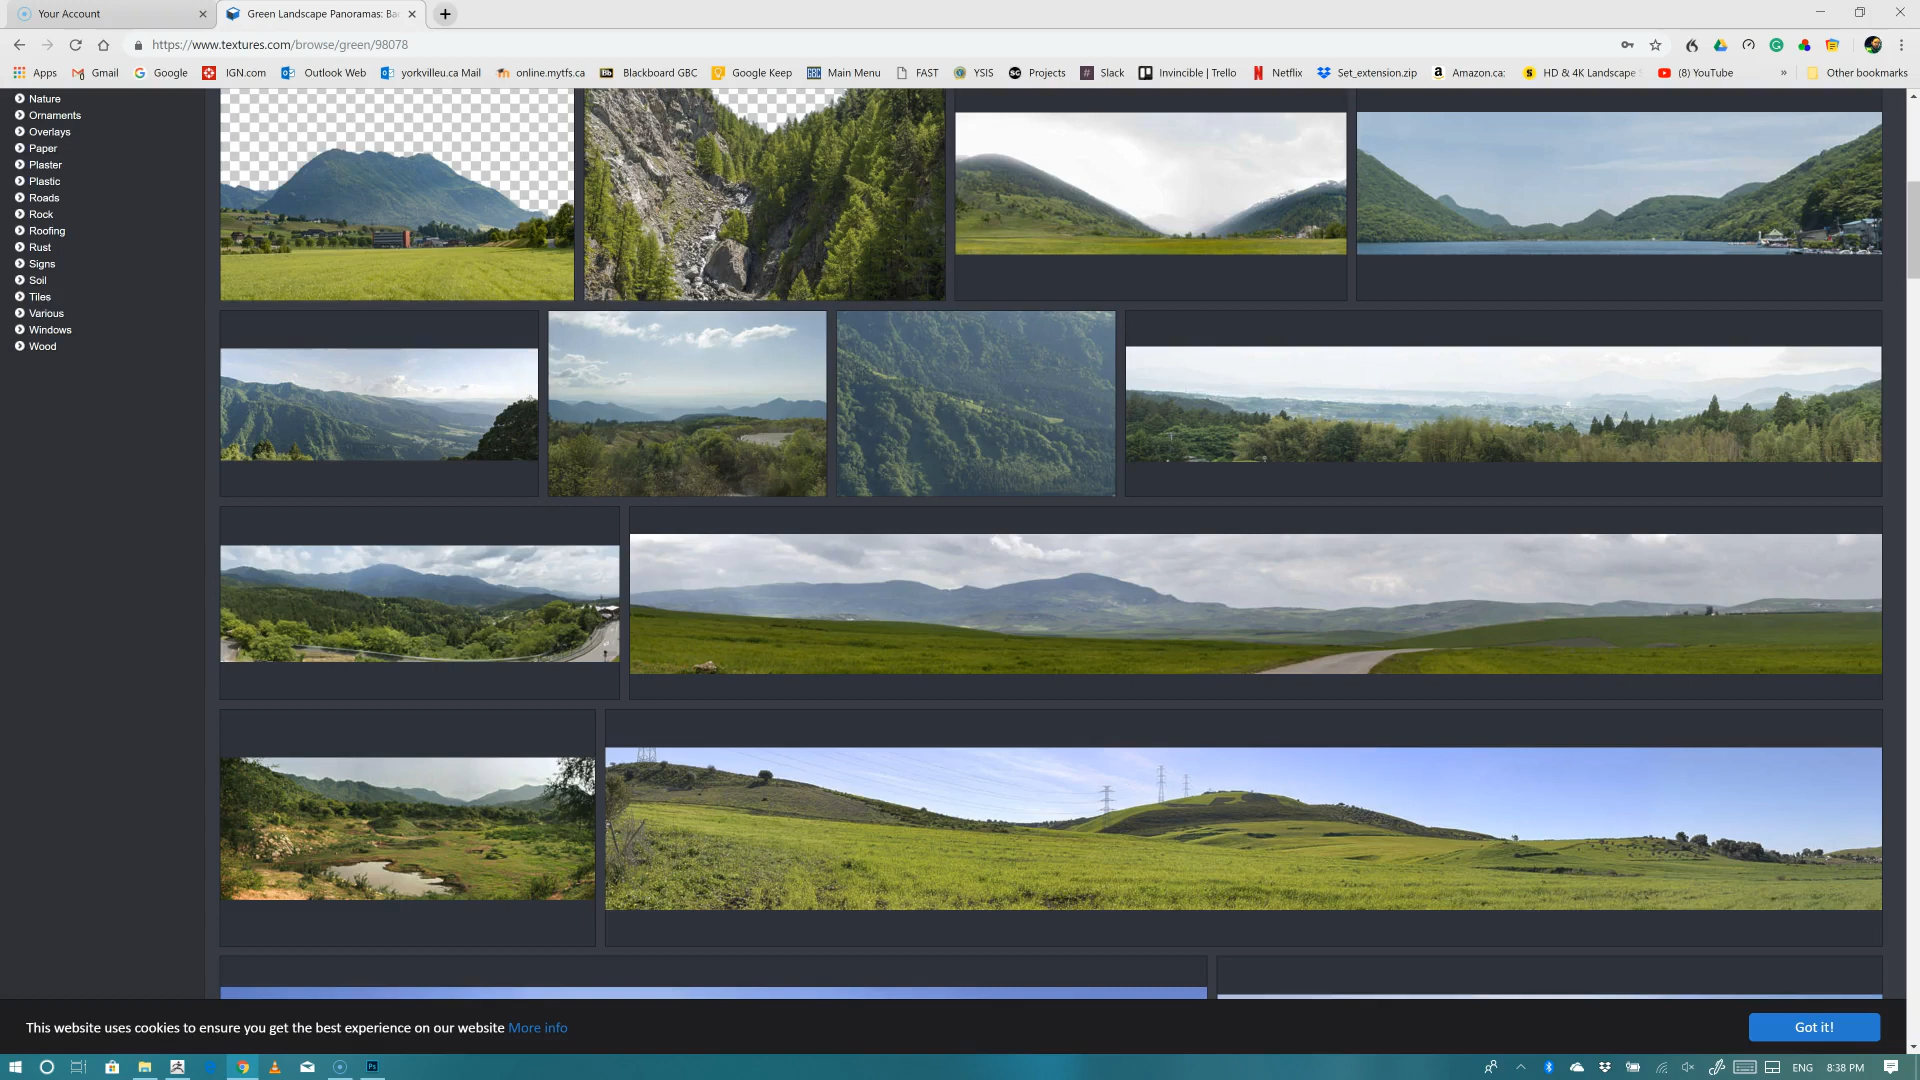 Your Account
Green Landscape Panoramas: Ba
https://www.textures.com/browse/green/98078
Apps Gmail Google IGN.com Outlook Web yorkvilleu.ca Mail online.mytfs.ca Bb Blackboard GBC Google Keep GBC Main Menu FAST YSIS SG Projects # Slack Invincible | Trello N Netflix Set_extension.zip a Amazon.ca: S HD & 4K Landscape (8) YouTube » Other bookmarks
Nature
Ornaments
Overlays
Paper
Plaster
Plastic
Roads
Rock
Roofing
Rust
Signs
Soil
Tiles
Various
Windows
Wood
This website uses cookies to ensure you get the best experience on our website More info
Got it!
Ps
ENG 8:38 PM